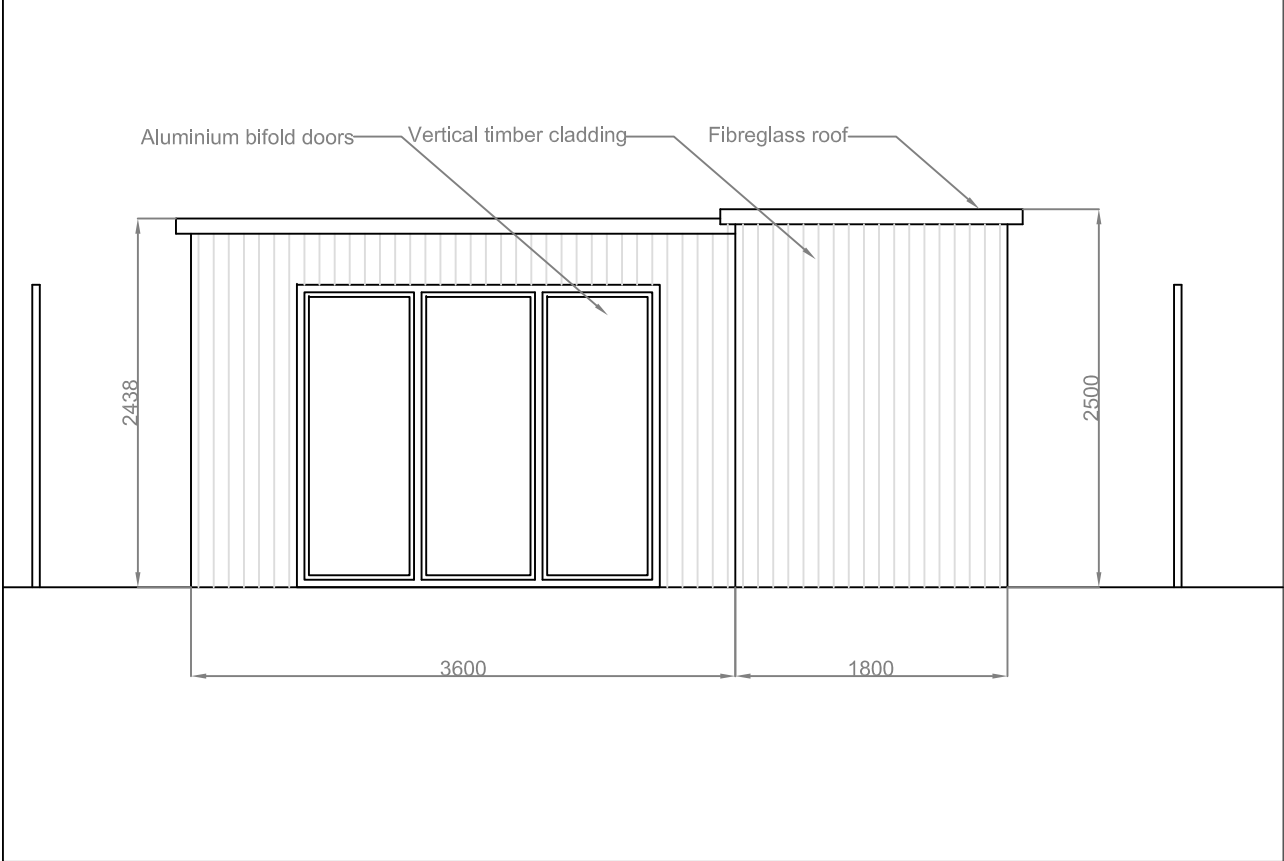 Aluminium bifold doors
Vertical timber cladding
Fibreglass roof
2438
2500
3600
1800